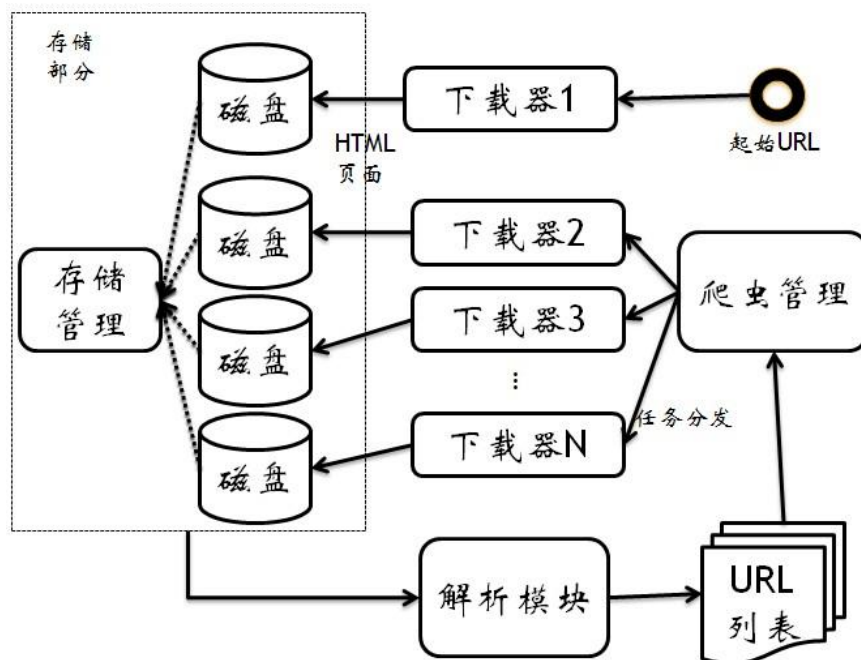 存储
部分
磁盘
下载器1
起始URL
HTML
页面
磁盘
下载器2
存储
管理
爬虫管理
磁盘
下载器3
⋮
任务分发
磁盘
下载器N
解析模块
URL
列表